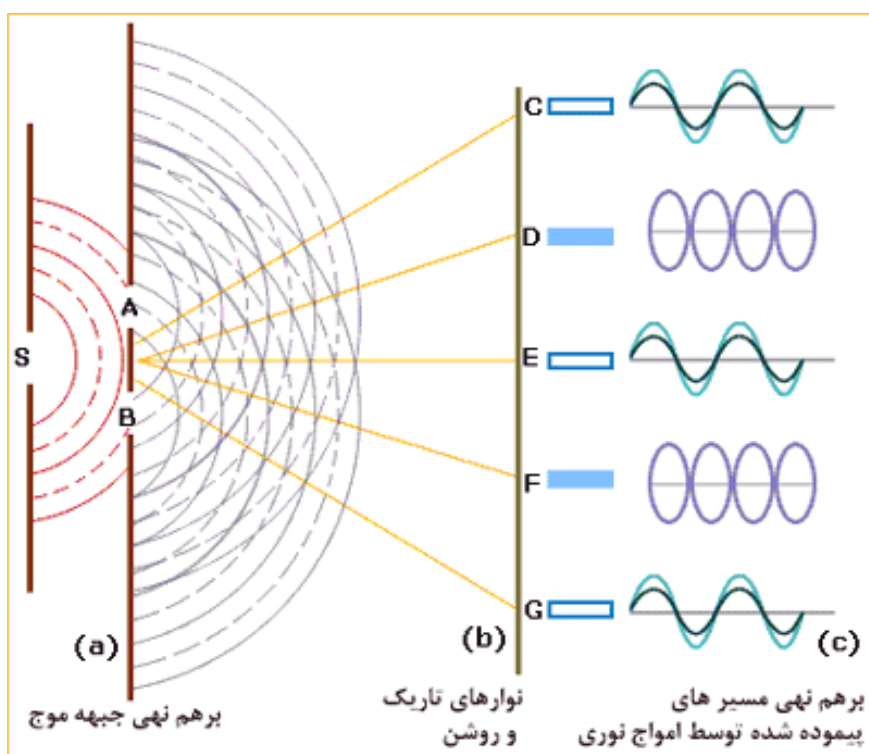 C
D
A
S
E
B
F
G
(a)
(b)
(c)
برهم نهی جبهه موج
نوارهای تاریک
و روشن
برهم نهی مسیر های
پیموده شده توسط امواج نوری